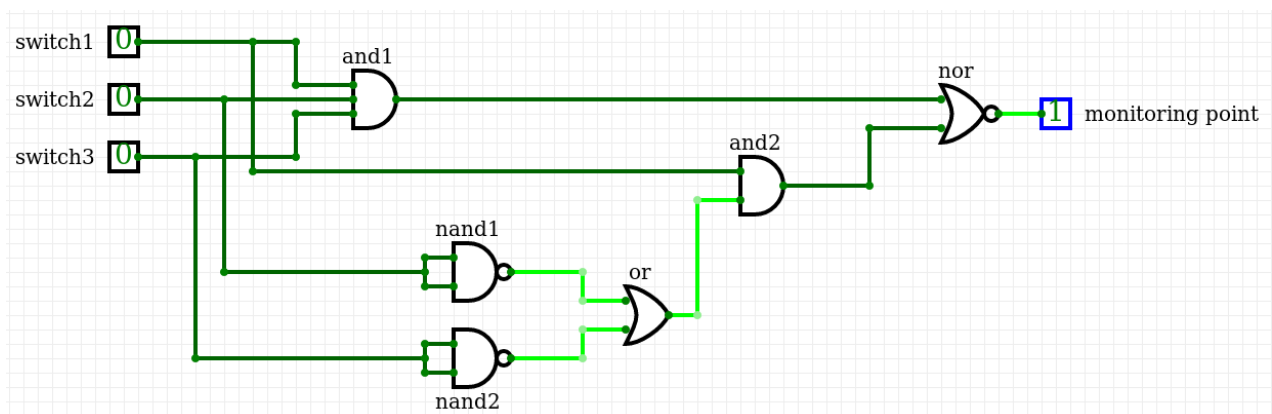 switch1 0
switch2 0
switch3 0
and1
nor
1 monitoring point
and2
nand1
or
nand2